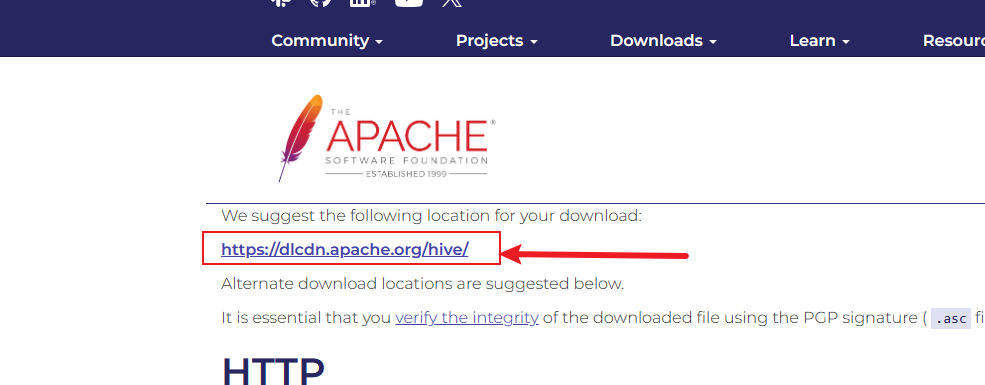 Community Projects Downloads Learn Resourc
THE
APACHE®
SOFTWARE FOUNDATION
ESTABLISHED 1999
We suggest the following location for your download:
https://dlcdn.apache.org/hive/
Alternate download locations are suggested below.
It is essential that you verify the integrity of the downloaded file using the PGP signature ( .asc fi
HTTP